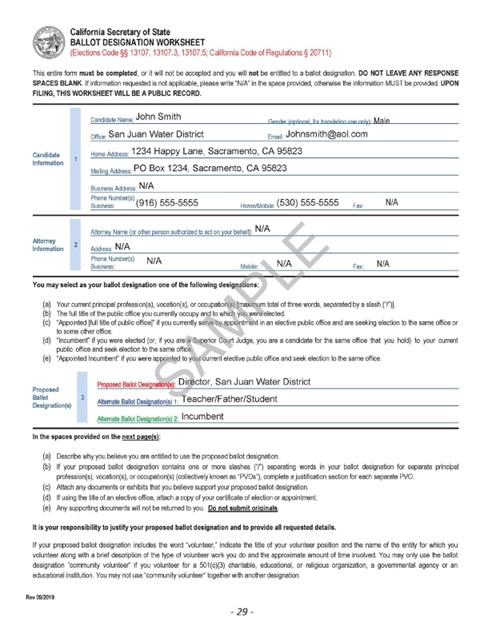 California Secretary of State
BALLOT DESIGNATION WORKSHEET
(Elections Code §§ 13107, 13107.3, 13107.5; California Code of Regulations § 20711)
This entire form must be completed, or it will not be accepted and you will not be entitled to a ballot designation. DO NOT LEAVE ANY RESPONSE
SPACES BLANK. If information requested is not applicable, please write "N/A" in the space provided, otherwise the information MUST be provided. UPON
FILING, THIS WORKSHEET WILL BE A PUBLIC RECORD.
Candidate Information
1
Candidate Name: John Smith Gender (optional, for translation use only): Male
Office: San Juan Water District Email: Johnsmith@aol.com
Home Address: 1234 Happy Lane, Sacramento, CA 95823
Mailing Address: PO Box 1234, Sacramento, CA 95823
Business Address: N/A
Phone Number(s) Business: (916) 555-5555 Home/Mobile: (530) 555-5555 Fax: N/A
Attorney Information
2
Attorney Name (or other person authorized to act on your behalf): N/A
Address: N/A
Phone Number(s) Business: N/A Mobile: N/A Fax: N/A
You may select as your ballot designation one of the following designations:
(a) Your current principal profession(s), vocation(s), or occupation(s) [maximum total of three words, separated by a slash ("/")].
(b) The full title of the public office you currently occupy and to which you were elected.
(c) "Appointed [full title of public office]" if you currently serve by appointment in an elective public office and are seeking election to the same office or
to some other office.
(d) "Incumbent" if you were elected (or, if you are a Superior Court Judge, you are a candidate for the same office that you hold) to your current
public office and seek election to the same office.
(e) "Appointed Incumbent" if you were appointed to your current elective public office and seek election to the same office.
SAMPLE
Proposed Ballot Designation(s)
3
Proposed Ballot Designation(s): Director, San Juan Water District
Alternate Ballot Designation(s) 1: Teacher/Father/Student
Alternate Ballot Designation(s) 2: Incumbent
In the spaces provided on the next page(s):
(a) Describe why you believe you are entitled to use the proposed ballot designation.
(b) If your proposed ballot designation contains one or more slashes ("/") separating words in your ballot designation for separate principal
profession(s), vocation(s), or occupation(s) (collectively known as "PVOs"), complete a justification section for each separate PVO.
(c) Attach any documents or exhibits that you believe support your proposed ballot designation.
(d) If using the title of an elective office, attach a copy of your certificate of election or appointment.
(e) Any supporting documents will not be returned to you. Do not submit originals.
It is your responsibility to justify your proposed ballot designation and to provide all requested details.
If your proposed ballot designation includes the word "volunteer," indicate the title of your volunteer position and the name of the entity for which you
volunteer along with a brief description of the type of volunteer work you do and the approximate amount of time involved. You may only use the ballot
designation "community volunteer" if you volunteer for a 501(c)(3) charitable, educational, or religious organization, a governmental agency or an
educational institution. You may not use "community volunteer" together with another designation.
Rev 09/2019
- 29 -